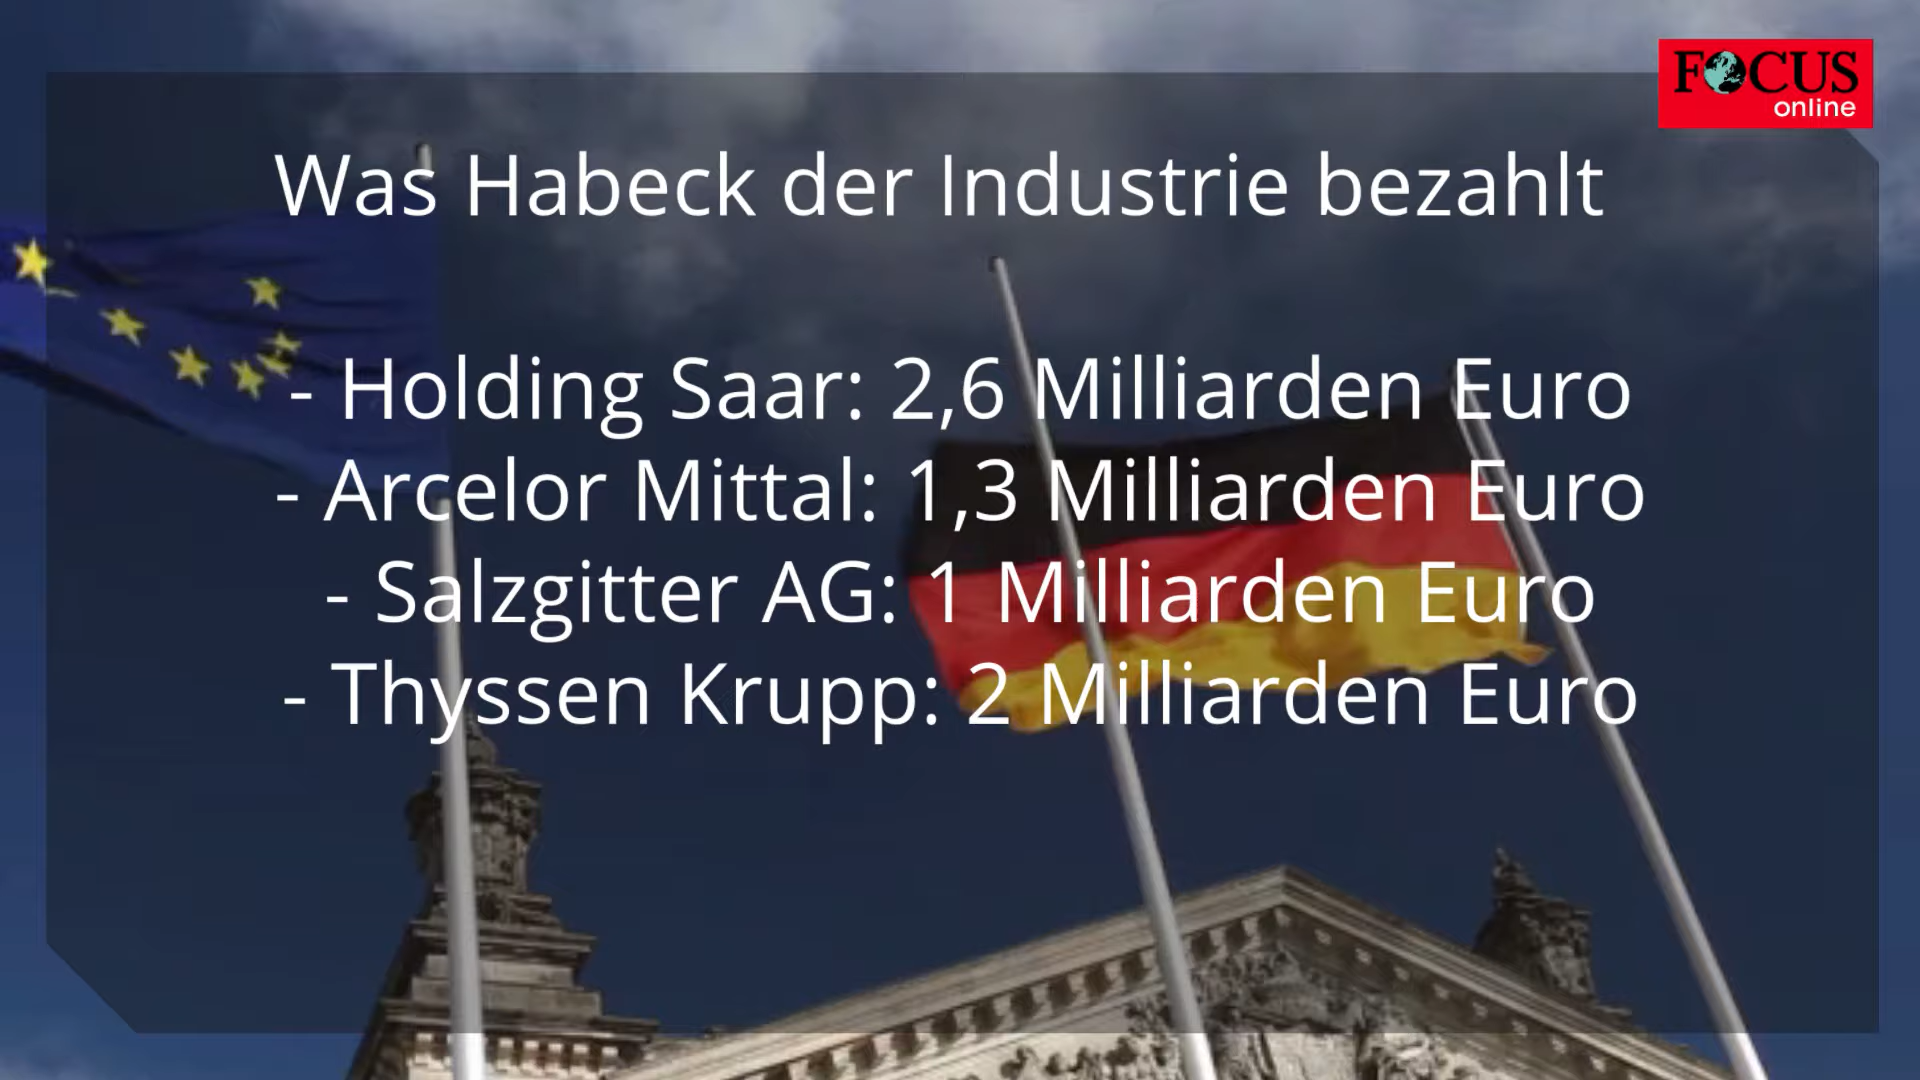 FOCUS
online
Was Habeck der Industrie bezahlt
- Holding Saar: 2,6 Milliarden Euro
- Arcelor Mittal: 1,3 Milliarden Euro
- Salzgitter AG: 1 Milliarden Euro
- Thyssen Krupp: 2 Milliarden Euro